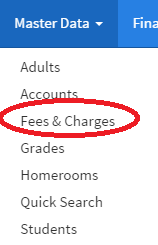 Master Data Fina
Adults
Accounts
Fees & Charges
Grades
Homerooms
Quick Search
Students